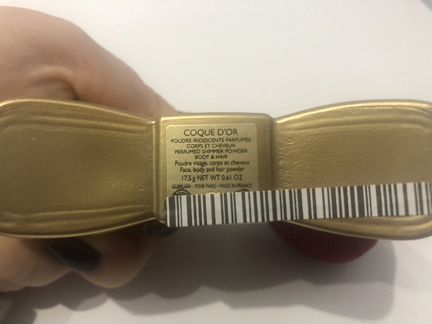 COQUE D'OR
POUDRE IRIDESCENTE PARFUMÉE
CORPS ET CHEVEUX
PERFUMED SHIMMER POWDER
BODY & HAIR
Poudre visage, corps et cheveux
Face, body and hair powder
17.5g NET WT 0.61 OZ
GUERLAIN - 75008 PARIS - MADE IN FRANCE